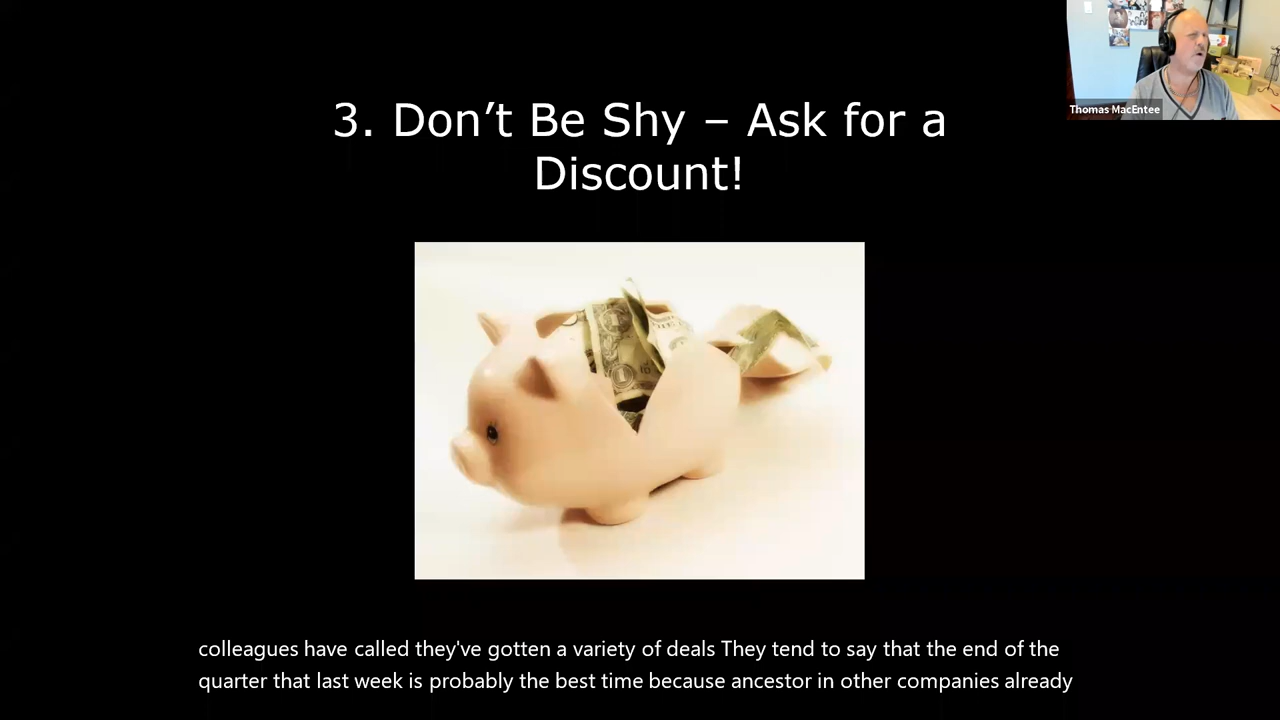 3. Don’t Be Shy – Ask for a
Discount!
Thomas MacEntee
colleagues have called they've gotten a variety of deals They tend to say that the end of the
quarter that last week is probably the best time because ancestor in other companies already